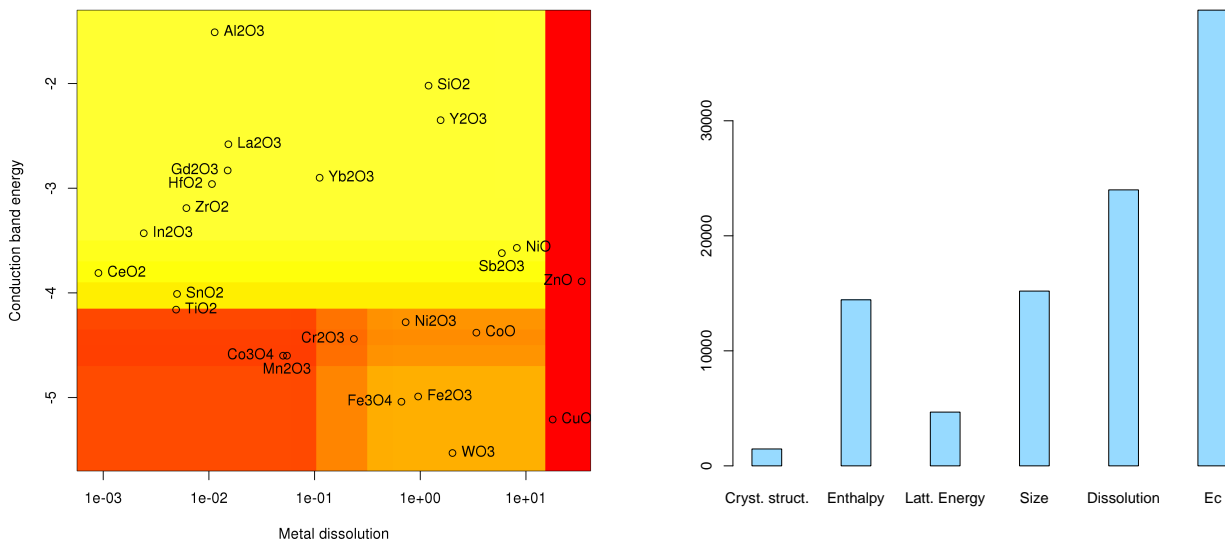 Al2O3
SiO2
Y2O3
La2O3
Gd2O3
HfO2
Yb2O3
ZrO2
In2O3
NiO
Sb2O3
CeO2
ZnO
SnO2
TiO2
Ni2O3
CoO
Cr2O3
Co3O4
Mn2O3
Fe3O4
Fe2O3
CuO
WO3
-2
-3
-4
-5
Conduction band energy
1e-03 1e-02 1e-01 1e+00 1e+01
Metal dissolution
30000
20000
10000
0
Cryst. struct. Enthalpy Latt. Energy Size Dissolution Ec